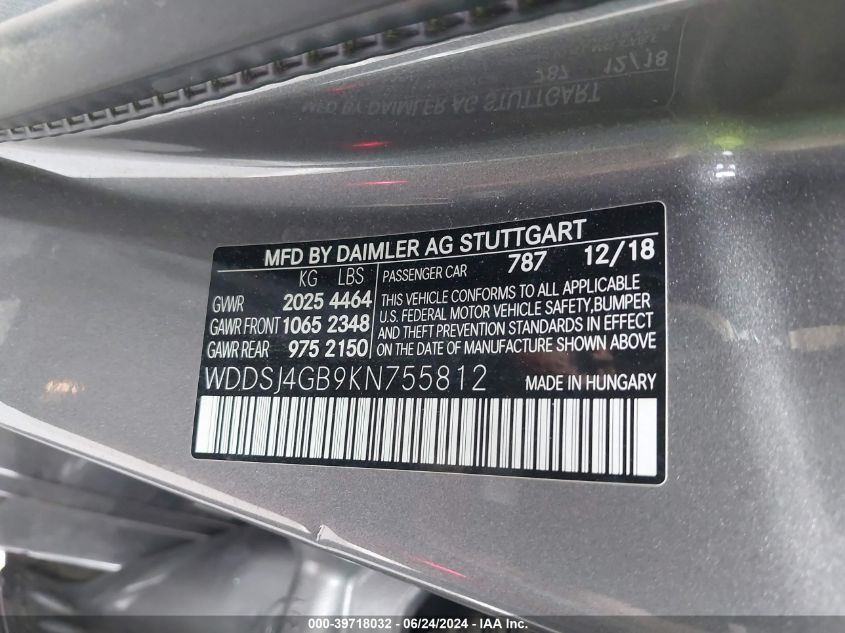 MFD BY DAIMLER AG STUTTGART
KG LBS
PASSENGER CAR 787 12/18
GVWR 2025 4464
GAWR FRONT 1065 2348
GAWR REAR 975 2150
THIS VEHICLE CONFORMS TO ALL APPLICABLE
U.S. FEDERAL MOTOR VEHICLE SAFETY, BUMPER
AND THEFT PREVENTION STANDARDS IN EFFECT
ON THE DATE OF MANUFACTURE SHOWN ABOVE
WDDSJ4GB9KN755812
MADE IN HUNGARY
000-39718032 - 06/24/2024 - IAA Inc.